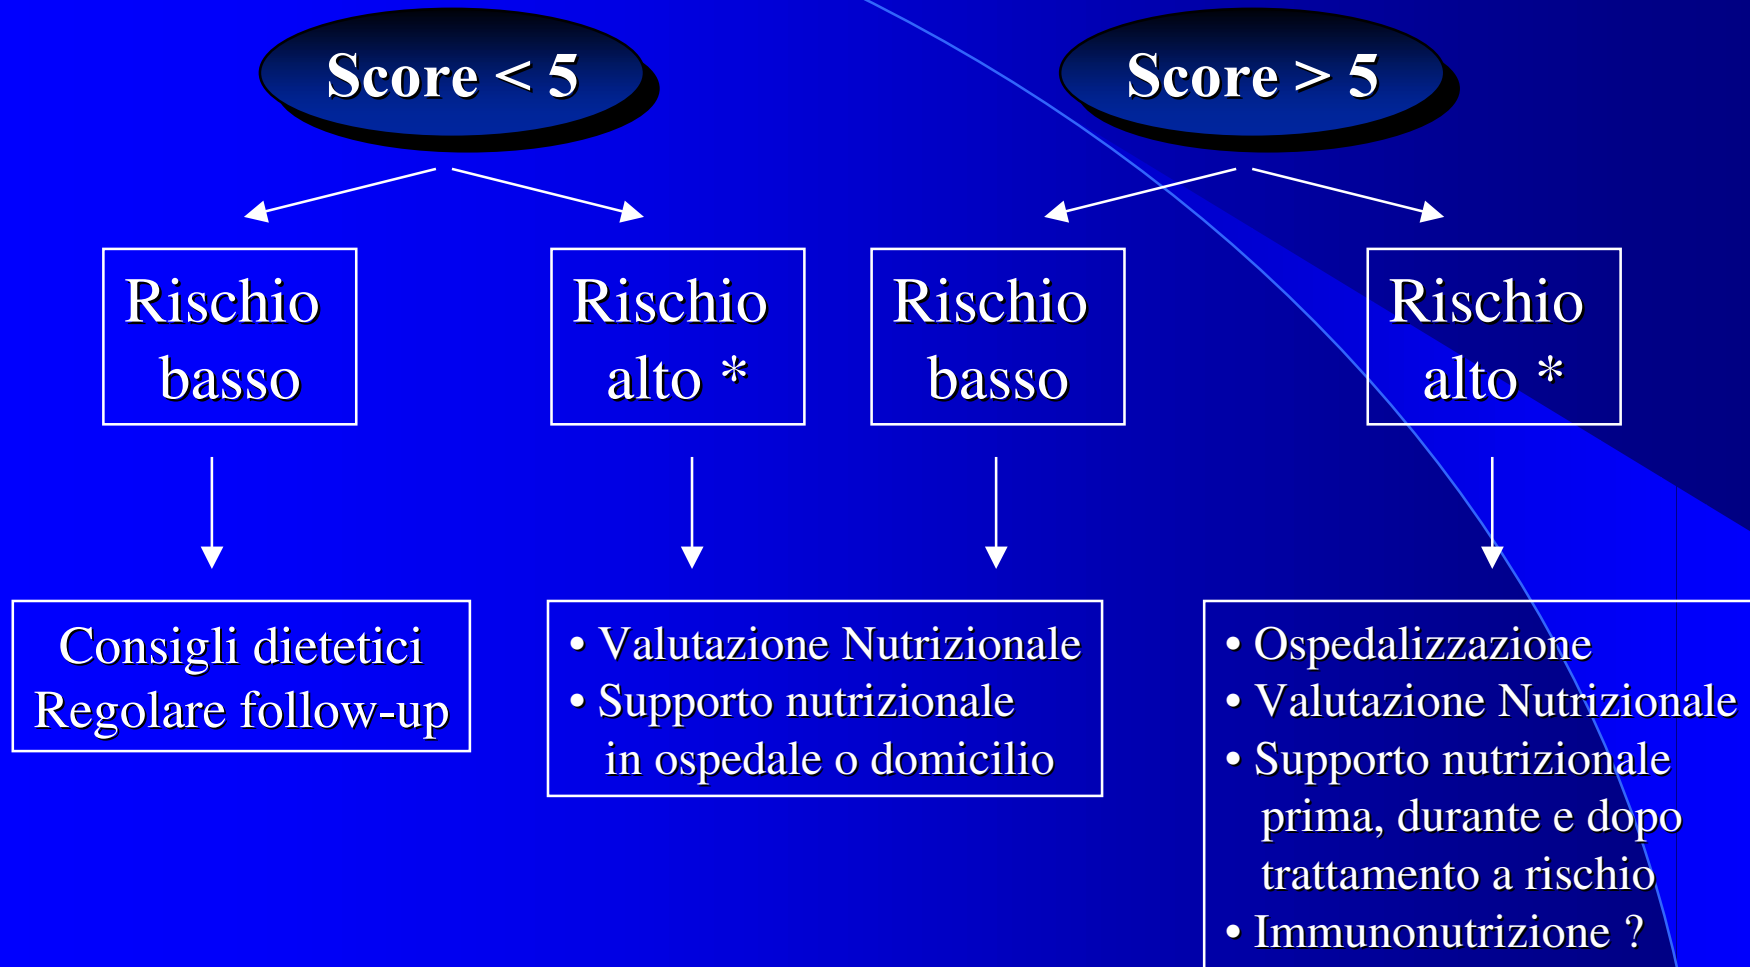 Score < 5
Score > 5
Rischio
basso
Rischio
alto *
Rischio
basso
Rischio
alto *
Consigli dietetici
Regolare follow-up
• Valutazione Nutrizionale
• Supporto nutrizionale
in ospedale o domicilio
• Ospedalizzazione
• Valutazione Nutrizionale
• Supporto nutrizionale
prima, durante e dopo
trattamento a rischio
• Immunonutrizione ?